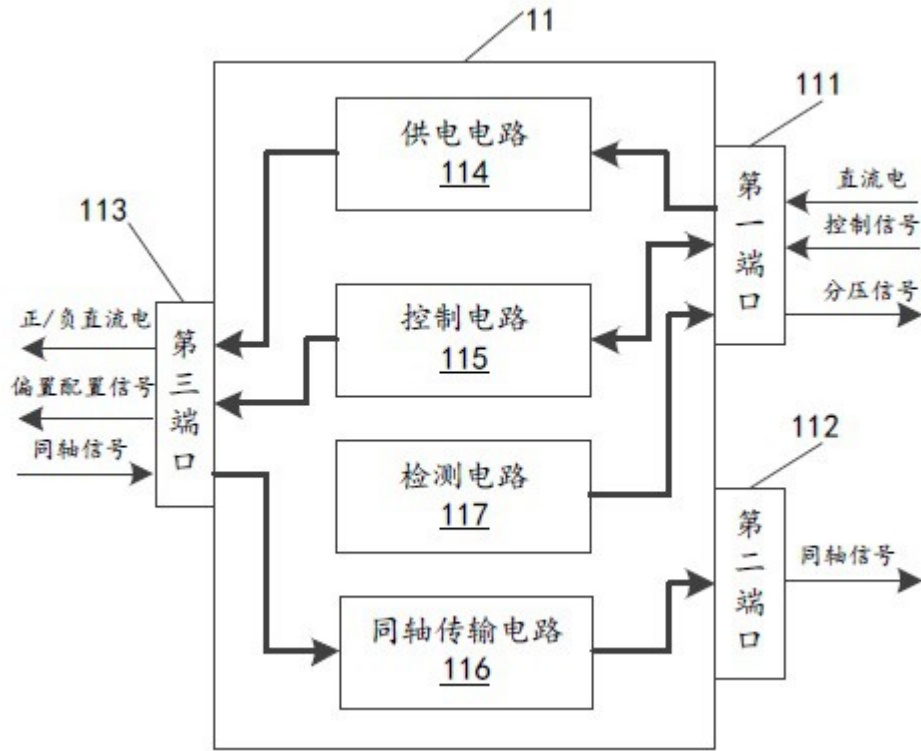 11
111
供电电路
114
第一端口
直流电
控制信号
分压信号
113
正/负直流电
偏置配置信号
同轴信号
第三端口
控制电路
115
检测电路
117
112
第二端口
同轴信号
同轴传输电路
116